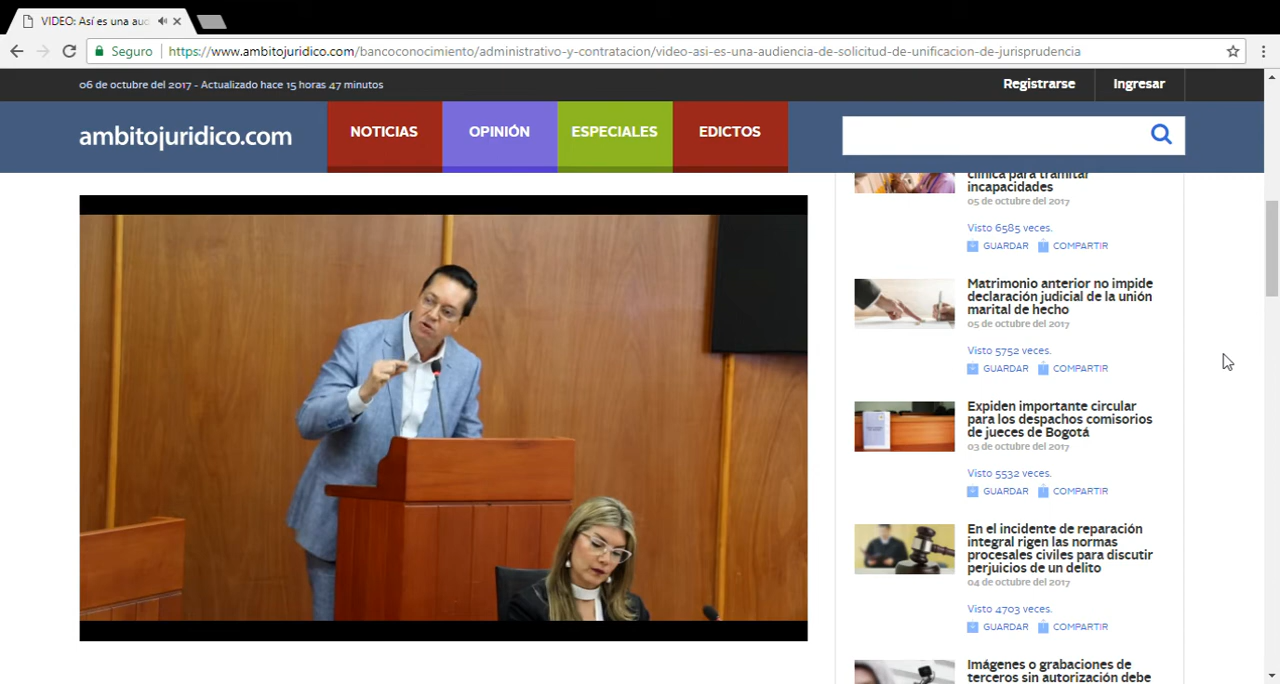 VIDEO: Así es una aud
Seguro
https://www.ambitojuridico.com/bancoconocimiento/administrativo-y-contratacion/video-asi-es-una-audiencia-de-solicitud-de-unificacion-de-jurisprudencia
06 de octubre del 2017 - Actualizado hace 15 horas 47 minutos
Registrarse
Ingresar
ambitojuridico.com
NOTICIAS
OPINIÓN
ESPECIALES
EDICTOS
clínica para tramitar
incapacidades
05 de octubre del 2017
Visto 6585 veces.
GUARDAR COMPARTIR
Matrimonio anterior no impide
declaración judicial de la unión
marital de hecho
05 de octubre del 2017
Visto 5752 veces.
GUARDAR COMPARTIR
Expiden importante circular
para los despachos comisorios
de jueces de Bogotá
03 de octubre del 2017
Visto 5532 veces.
GUARDAR COMPARTIR
En el incidente de reparación
integral rigen las normas
procesales civiles para discutir
perjuicios de un delito
04 de octubre del 2017
Visto 4703 veces.
GUARDAR COMPARTIR
Imágenes o grabaciones de
terceros sin autorización debe